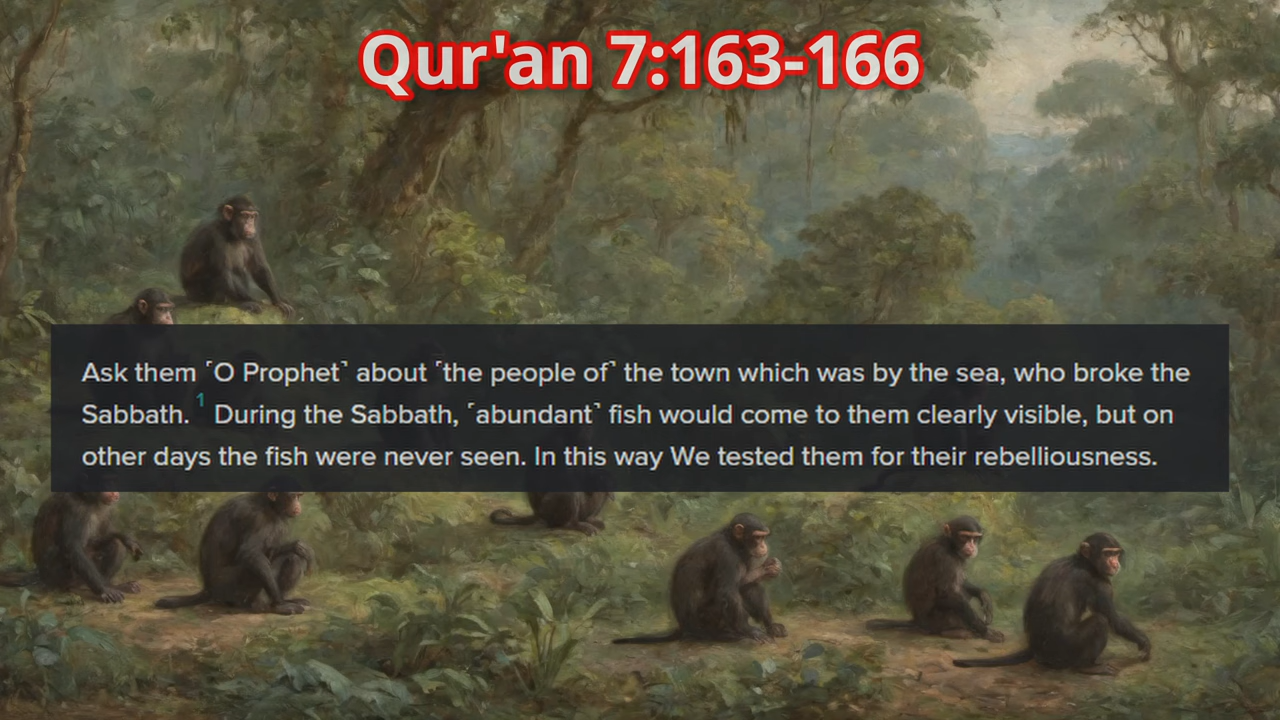 Qur'an 7:163-166
Ask them ˹O Prophet˺ about ˹the people of˺ the town which was by the sea, who broke the
Sabbath. 1 During the Sabbath, ˹abundant˺ fish would come to them clearly visible, but on
other days the fish were never seen. In this way We tested them for their rebelliousness.